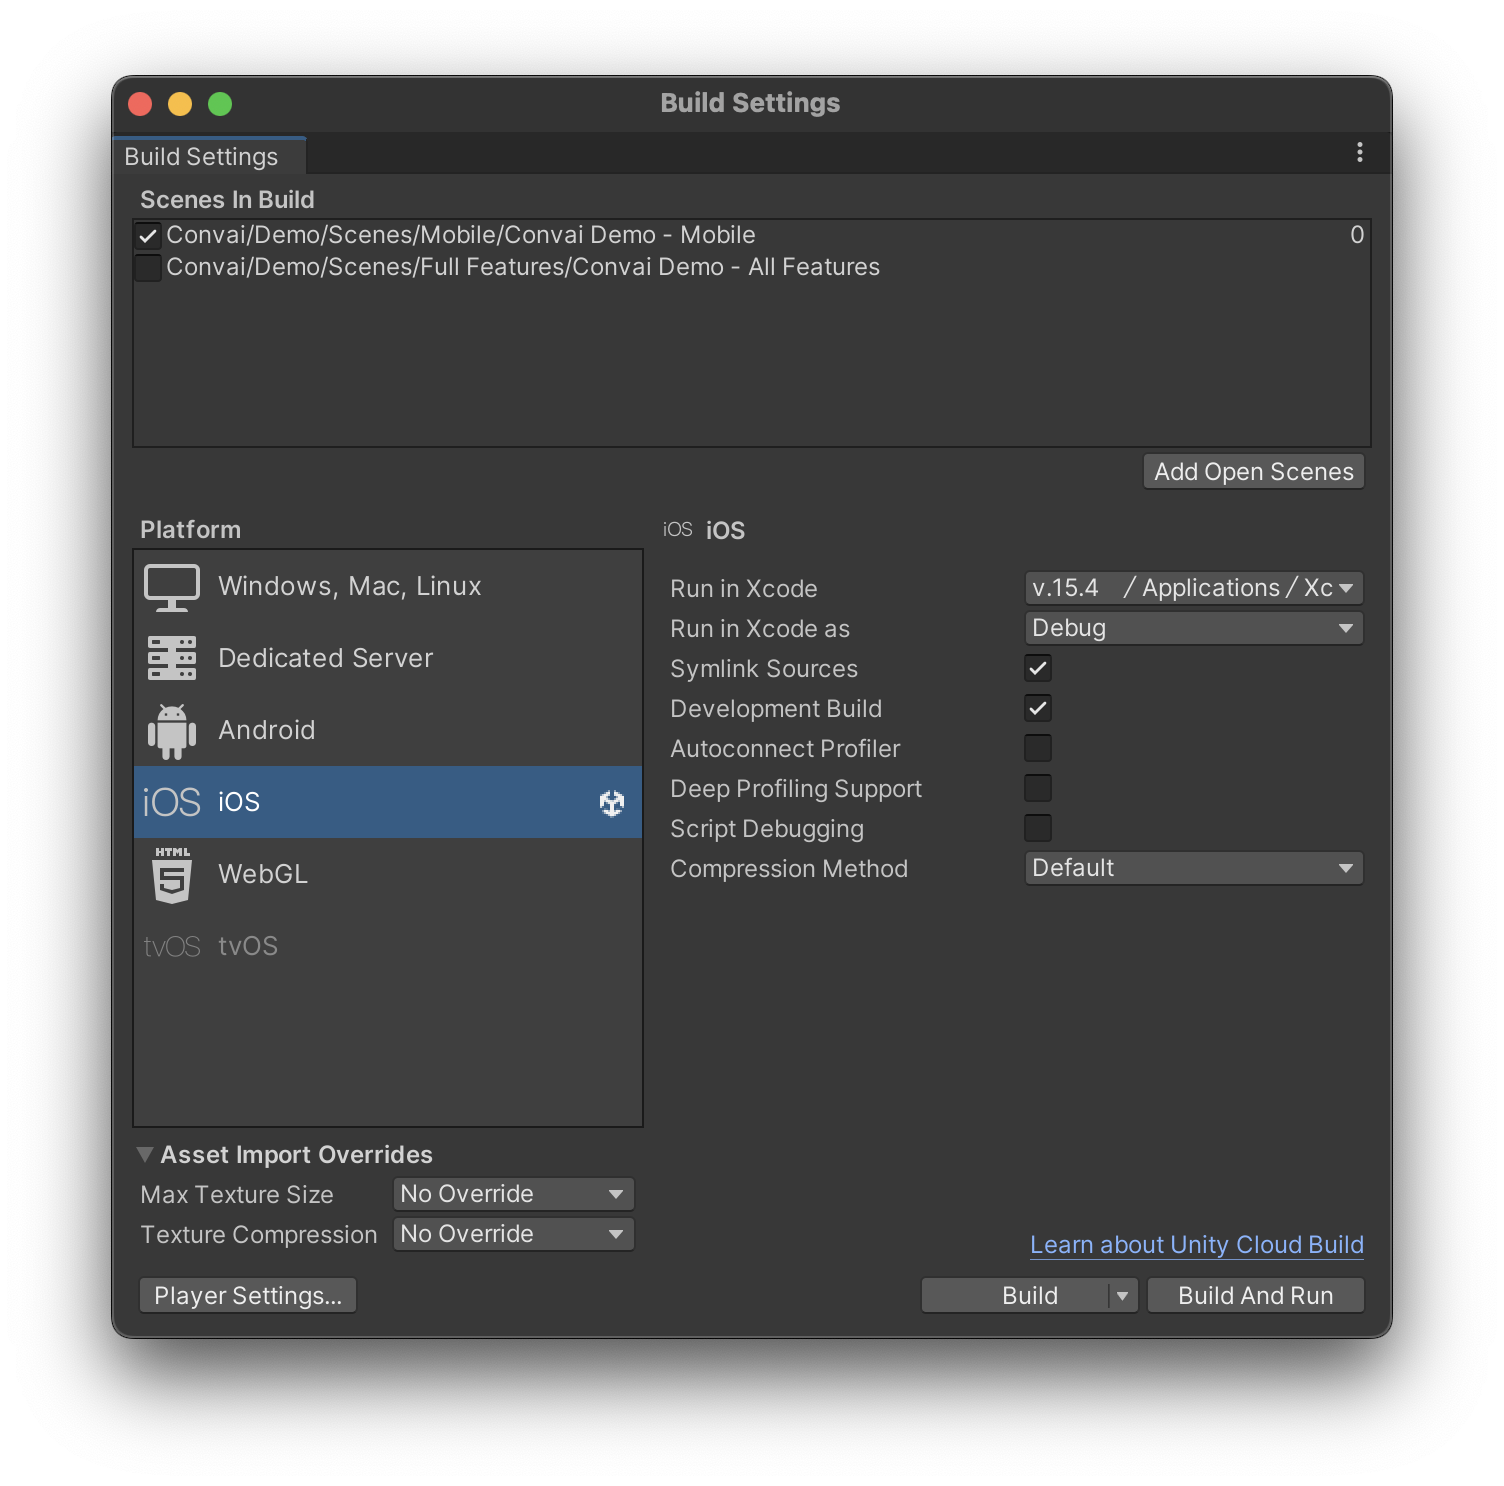 Build Settings
Build Settings
Scenes In Build
Convai/Demo/Scenes/Mobile/Convai Demo - Mobile 0
Convai/Demo/Scenes/Full Features/Convai Demo - All Features
Add Open Scenes
Platform
Windows, Mac, Linux
Dedicated Server
Android
iOS iOS
HTML 5 WebGL
tvOS tvOS
iOS iOS
Run in Xcode v.15.4 / Applications / Xc
Run in Xcode as Debug
Symlink Sources
Development Build
Autoconnect Profiler
Deep Profiling Support
Script Debugging
Compression Method Default
Asset Import Overrides
Max Texture Size No Override
Texture Compression No Override
Learn about Unity Cloud Build
Player Settings... Build Build And Run